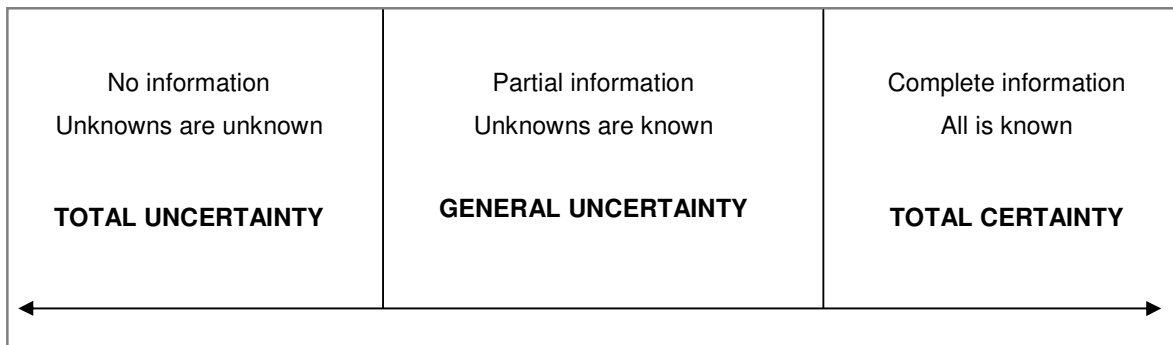 No information
Unknowns are unknown
TOTAL UNCERTAINTY
Partial information
Unknowns are known
GENERAL UNCERTAINTY
Complete information
All is known
TOTAL CERTAINTY